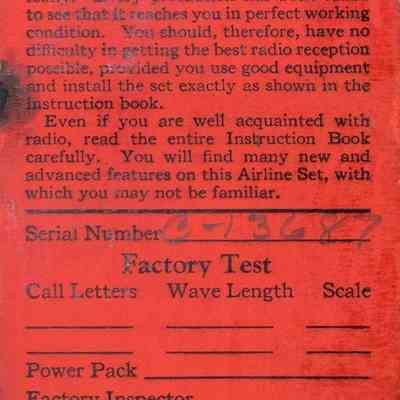 to see that it reaches you in perfect working
condition. You should, therefore, have no
difficulty in getting the best radio reception
possible, provided you use good equipment
and install the set exactly as shown in the
instruction book.
Even if you are well acquainted with
radio, read the entire Instruction Book
carefully. You will find many new and
advanced features on this Airline Set, with
which you may not be familiar.
Serial Number
Factory Test
Call Letters Wave Length Scale
Power Pack
Factory Inspector